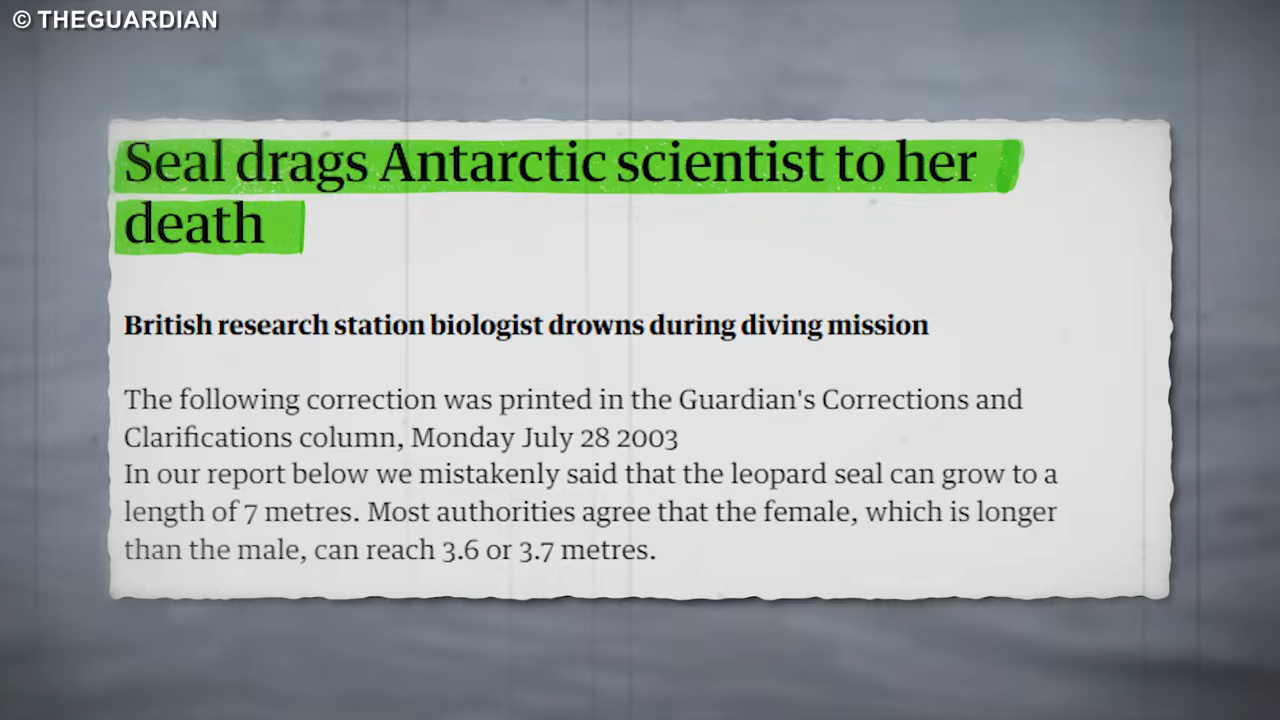 © THEGUARDIAN
Seal drags Antarctic scientist to her
death
British research station biologist drowns during diving mission
The following correction was printed in the Guardian's Corrections and
Clarifications column, Monday July 28 2003
In our report below we mistakenly said that the leopard seal can grow to a
length of 7 metres. Most authorities agree that the female, which is longer
than the male, can reach 3.6 or 3.7 metres.